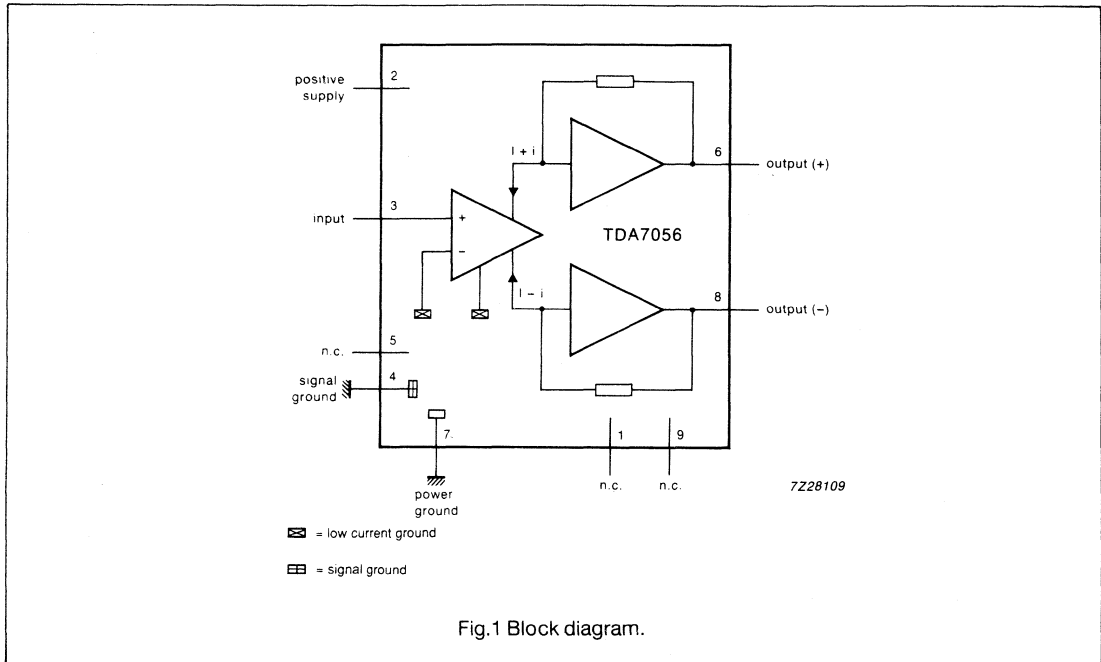 positive
supply
2
I + i
6
output (+)
input
3
+
−
TDA7056
I − i
8
output (−)
n.c.
5
signal
ground
4
7.
power
ground
1
n.c.
9
n.c.
7Z28109
= low current ground
= signal ground
Fig.1 Block diagram.